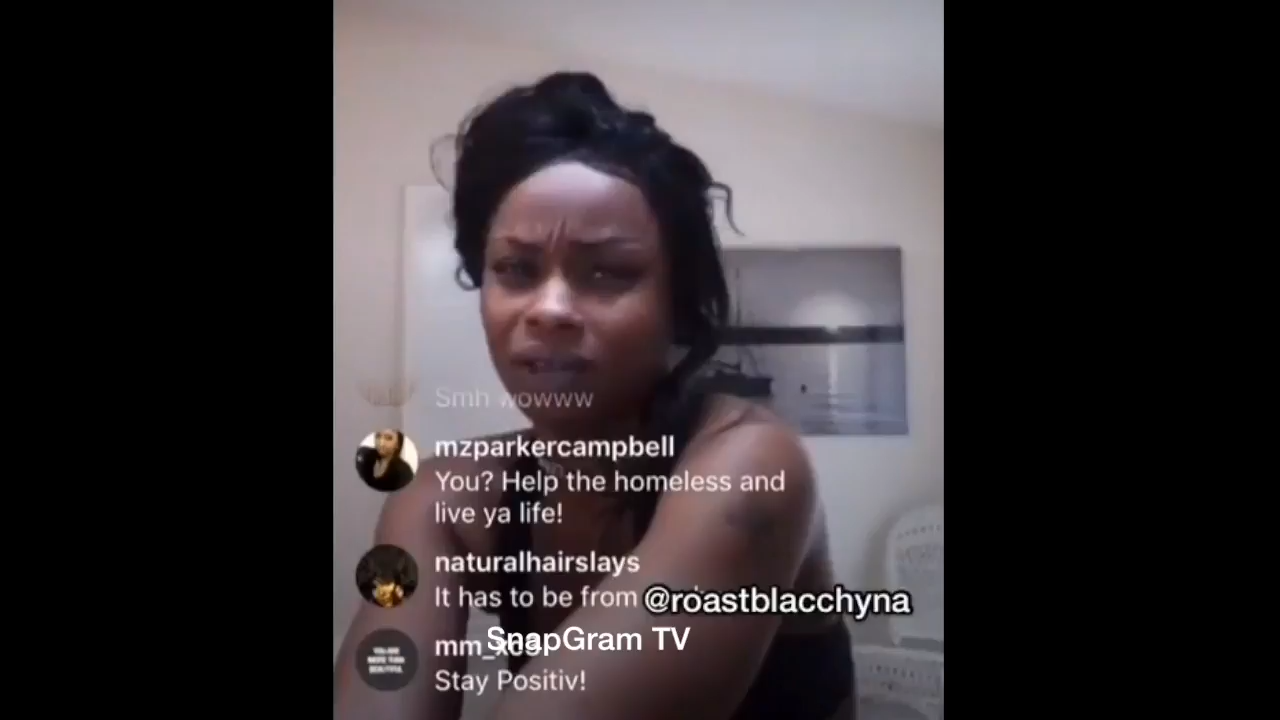 Smh wowww
mzparkercampbell
You? Help the homeless and
live ya life!
naturalhairslays
It has to be from
@roastblacchyna
SnapGram TV
Stay Positiv!